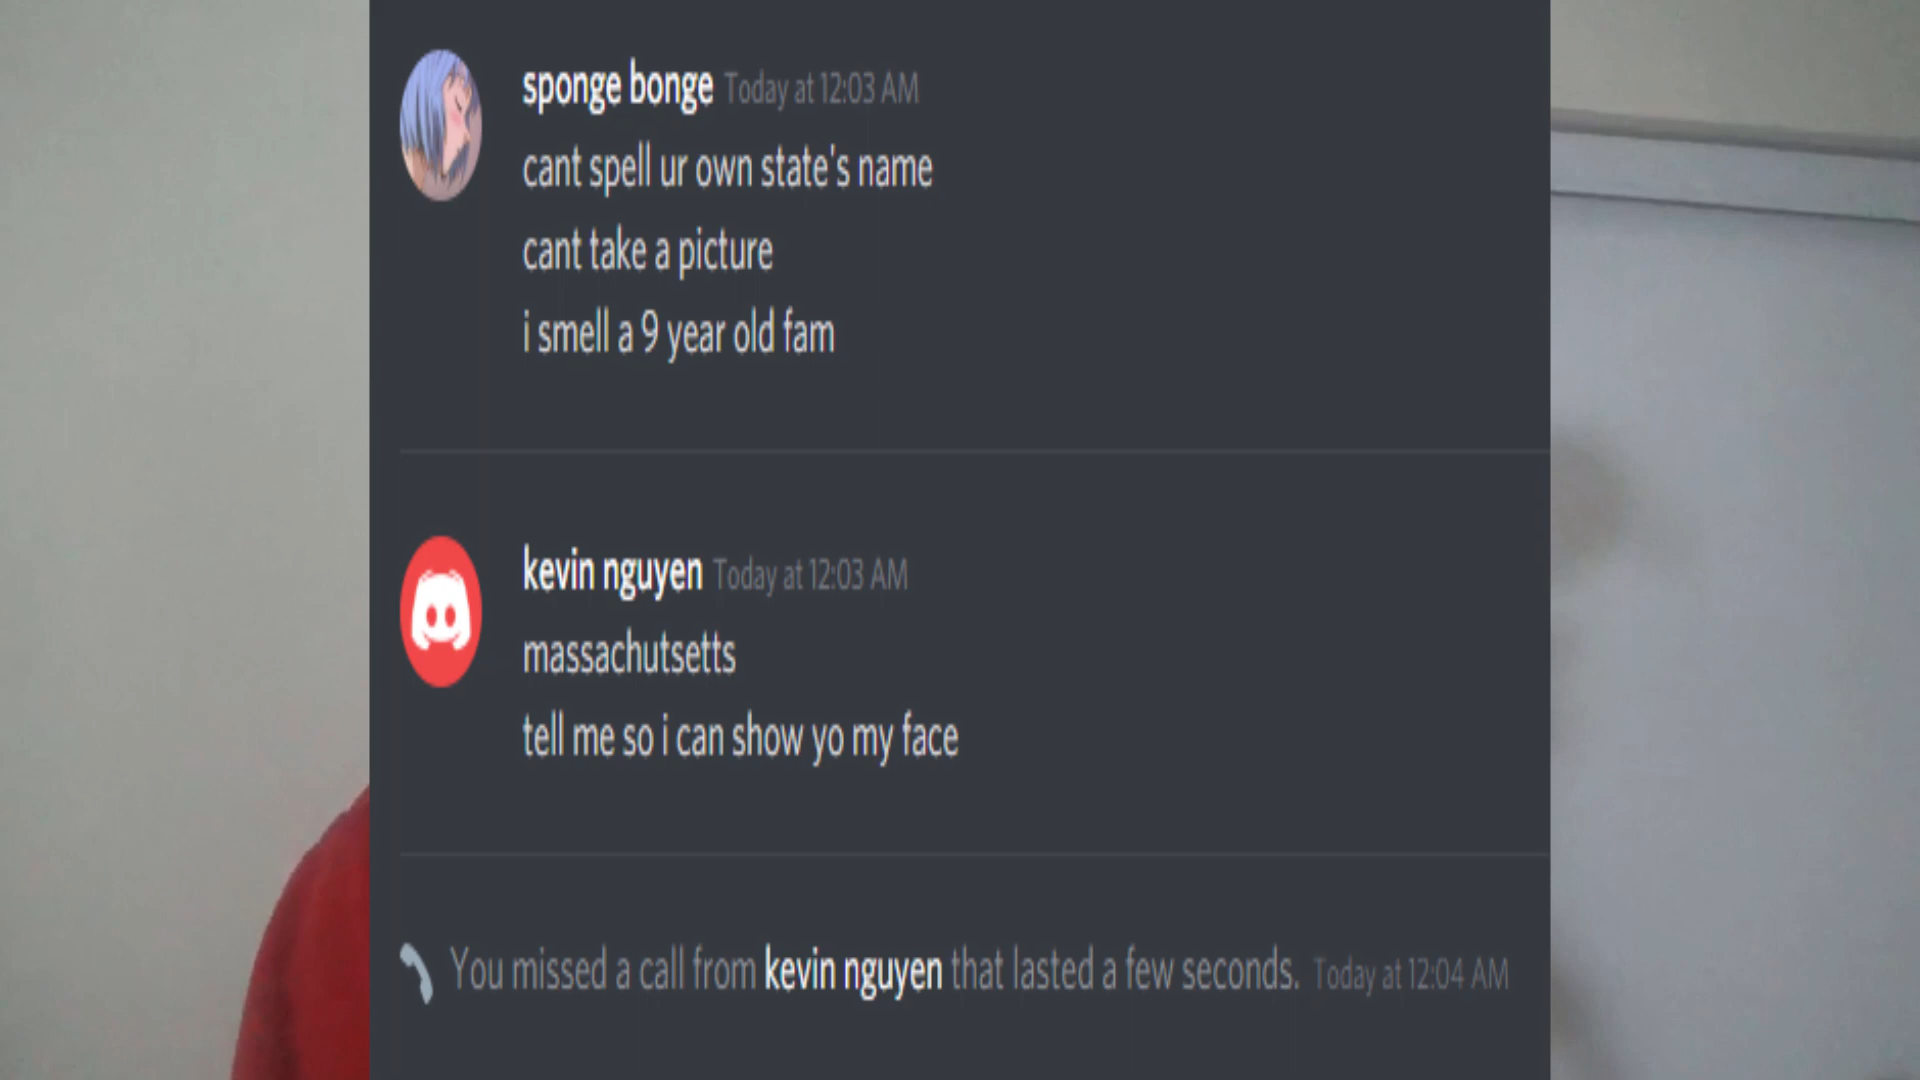 sponge bonge Today at 12:03 AM
cant spell ur own state's name
cant take a picture
i smell a 9 year old fam
kevin nguyen Today at 12:03 AM
massachutsetts
tell me so i can show yo my face
You missed a call from kevin nguyen that lasted a few seconds. Today at 12:04 AM